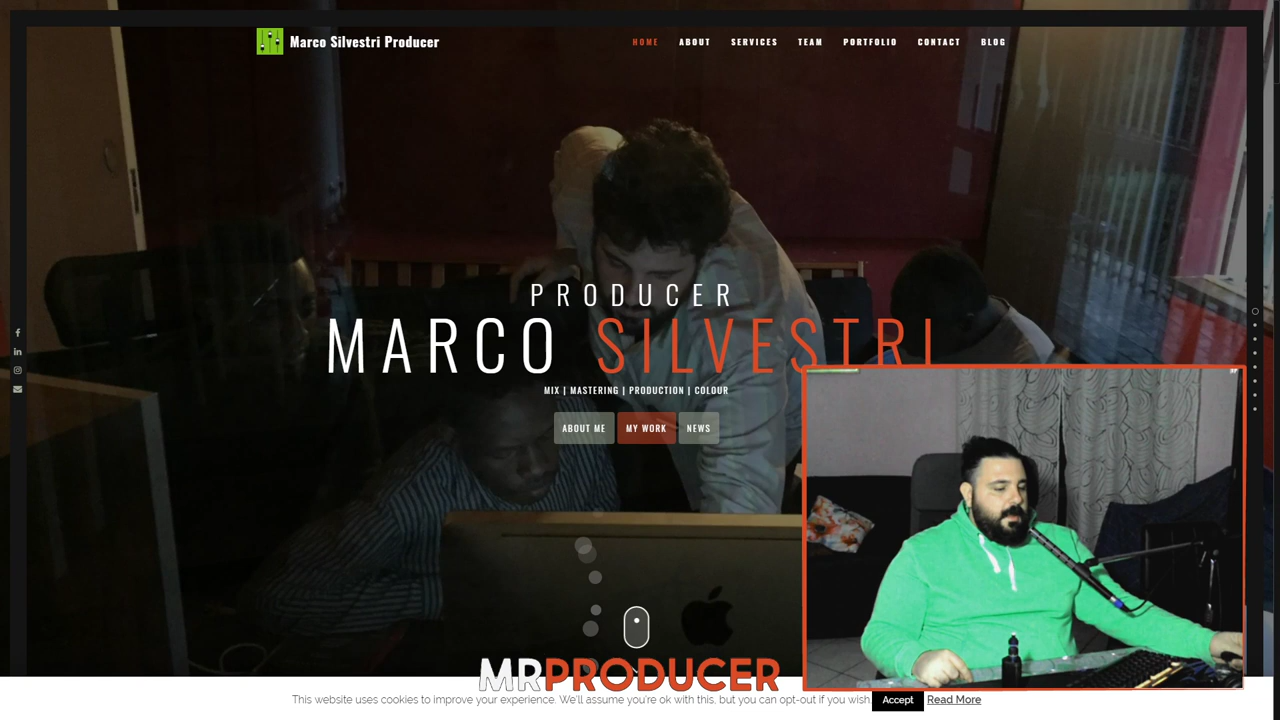 Marco Silvestri Producer
HOME ABOUT SERVICES TEAM PORTFOLIO CONTACT BLOG
PRODUCER
MARCO SILVESTRI
MIX | MASTERING | PRODUCTION | COLOUR
ABOUT ME MY WORK NEWS
MRPRODUCER
This website uses cookies to improve your experience. We'll assume you're ok with this, but you can opt-out if you wish. Accept Read More